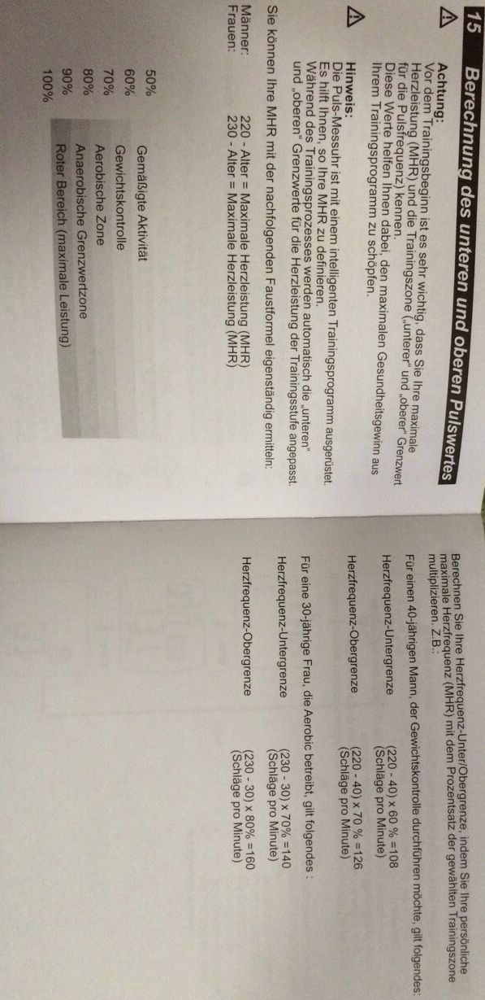 15 Berechnung des unteren und oberen Pulswertes
Achtung:
Vor dem Trainingsbeginn ist es sehr wichtig, dass Sie Ihre maximale
Herzleistung (MHR) und die Trainingszone („unterer“ und „oberer“ Grenzwert
für die Pulsfrequenz) kennen.
Diese Werte helfen Ihnen dabei, den maximalen Gesundheitsgewinn aus
Ihrem Trainingsprogramm zu schöpfen.
Hinweis:
Die Puls-Messuhr ist mit einem intelligenten Trainingsprogramm ausgerüstet.
Es hilft Ihnen, so Ihre MHR zu definieren.
Während des Trainingsprozesses werden automatisch die „unteren“
und „oberen“ Grenzwerte für die Herzleistung der Trainingsstufe angepasst.
Sie können Ihre MHR mit der nachfolgenden Faustformel eigenständig ermitteln:
Männer: 220 - Alter = Maximale Herzleistung (MHR)
Frauen: 230 - Alter = Maximale Herzleistung (MHR)
50%
Gemäßigte Aktivität
60%
Gewichtskontrolle
70%
Aerobische Zone
80%
Anaerobische Grenzwertzone
90%
Roter Bereich (maximale Leistung)
100%
Berechnen Sie Ihre Herzfrequenz-Unter/Obergrenze, indem Sie Ihre persönliche
maximale Herzfrequenz (MHR) mit dem Prozentsatz der gewählten Trainingszone
multiplizieren. Z.B.:
Für einen 40-jährigen Mann, der Gewichtskontrolle durchführen möchte, gilt folgendes:
Herzfrequenz-Untergrenze (220 - 40) x 60 % =108
(Schläge pro Minute)
Herzfrequenz-Obergrenze (220 - 40) x 70 % =126
(Schläge pro Minute)
Für eine 30-jährige Frau, die Aerobic betreibt, gilt folgendes :
Herzfrequenz-Untergrenze (230 - 30) x 70% =140
(Schläge pro Minute)
Herzfrequenz-Obergrenze (230 - 30) x 80% =160
(Schläge pro Minute)